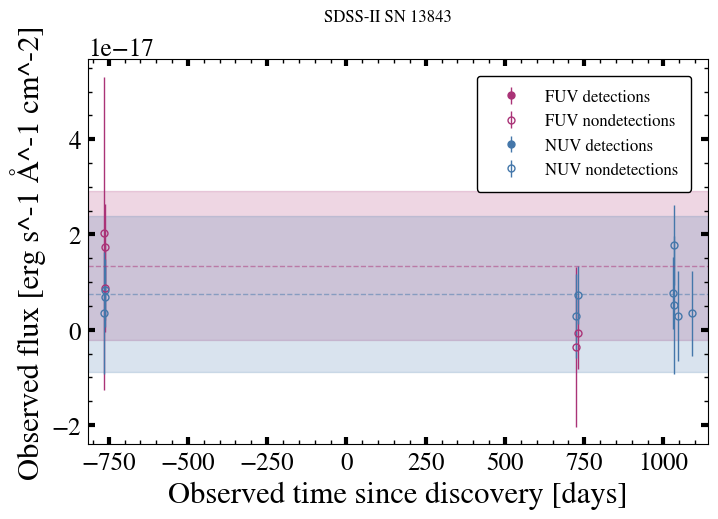 SDSS-II SN 13843
1e−17
FUV detections
FUV nondetections
NUV detections
NUV nondetections
4
2
0
−2
Observed flux [erg s^-1 Å^-1 cm^-2]
−750 −500 −250 0 250 500 750 1000
Observed time since discovery [days]